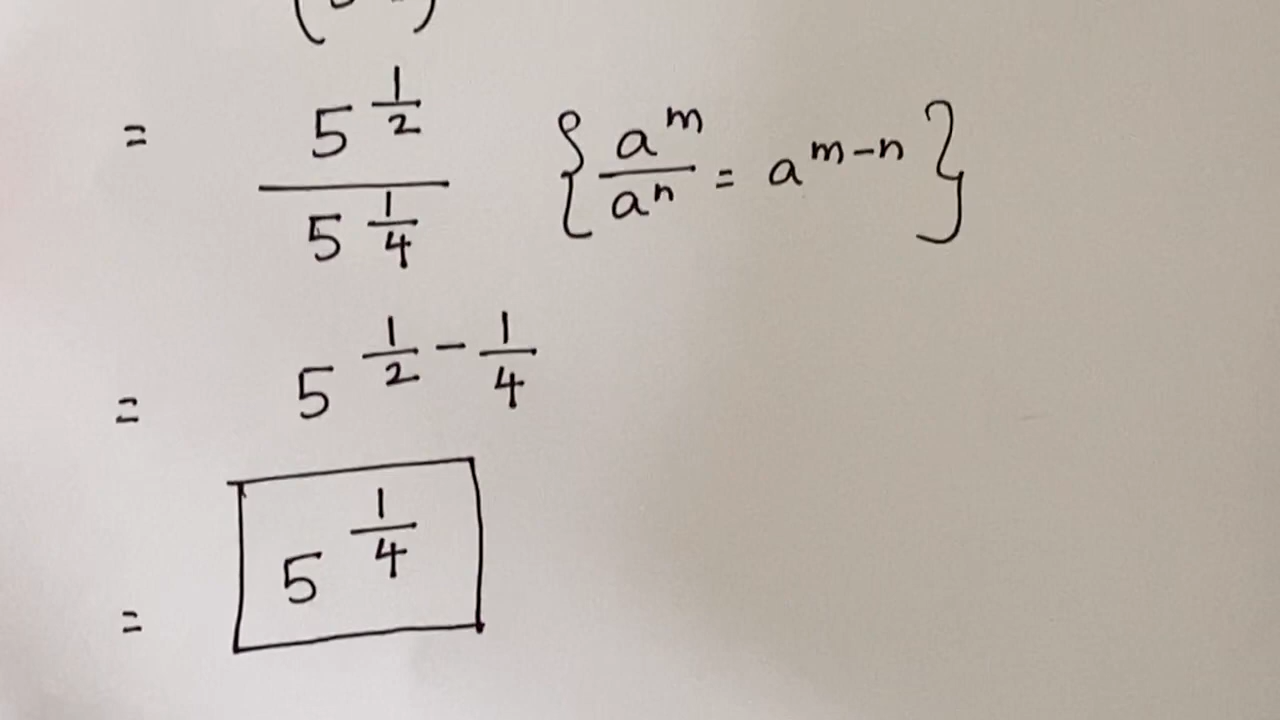 = 5^{1/2} / 5^{1/4} { a^m / a^n = a^{m-n} }
= 5^{1/2 - 1/4}
= 5^{1/4}